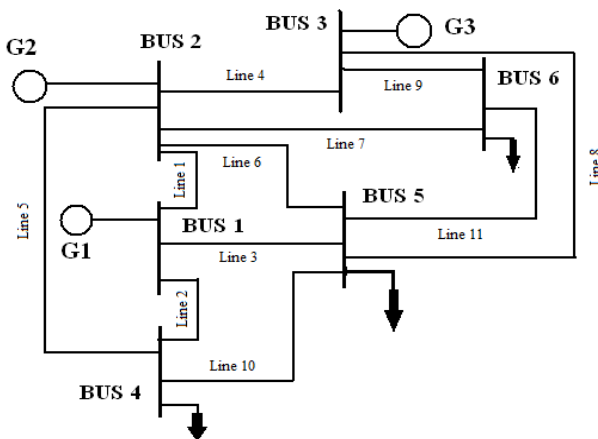 BUS 3
G3
G2
BUS 2
BUS 6
Line 4
Line 9
Line 7
Line 8
Line 1
Line 6
Line 5
BUS 5
BUS 1
G1
Line 11
Line 3
Line 2
Line 10
BUS 4